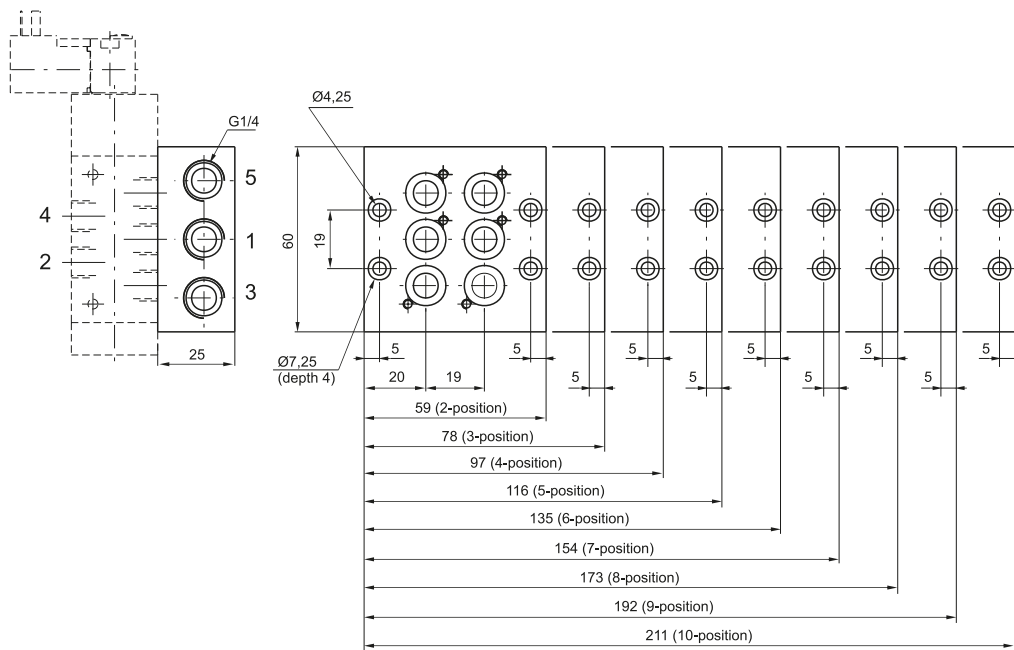 Ø4,25
G1/4
5
4
1
2
3
60
19
25
Ø7,25
(depth 4)
5
5
5
5
5
5
5
5
5
5
20
19
59 (2-position)
78 (3-position)
97 (4-position)
116 (5-position)
135 (6-position)
154 (7-position)
173 (8-position)
192 (9-position)
211 (10-position)